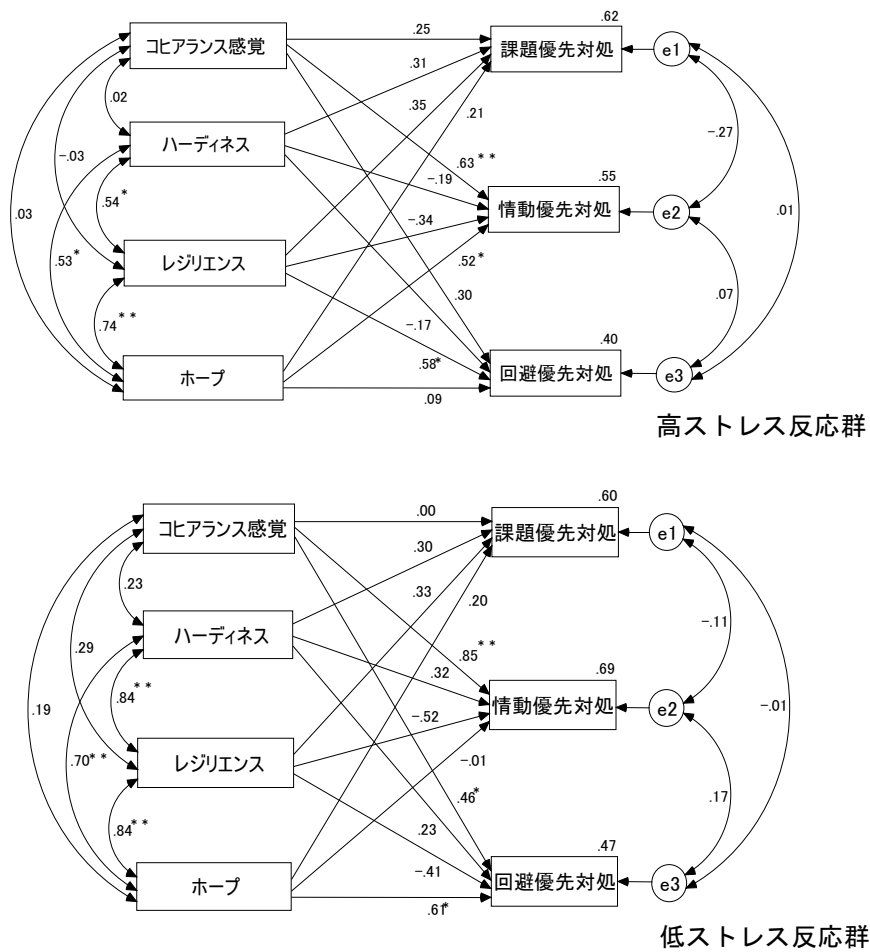 .62
コヒアランス感覚
.25
課題優先対処
e1
.31
.02
.35
.21
ハーディネス
-.27
-.03
.63**
-.19
.55
.54*
情動優先対処
e2
.03
-.34
.01
.53*
レジリエンス
.52*
.30
.07
.74**
-.17
.40
ホープ
.58*
回避優先対処
e3
.09
高ストレス反応群
.60
コヒアランス感覚
.00
課題優先対処
e1
.30
.23
.33
.20
ハーディネス
-.11
.29
.85**
.32
.69
.84**
情動優先対処
e2
.19
-.52
-.01
.70**
レジリエンス
-.01
.46*
.17
.84**
.23
.47
-.41
ホープ
回避優先対処
e3
.61*
低ストレス反応群